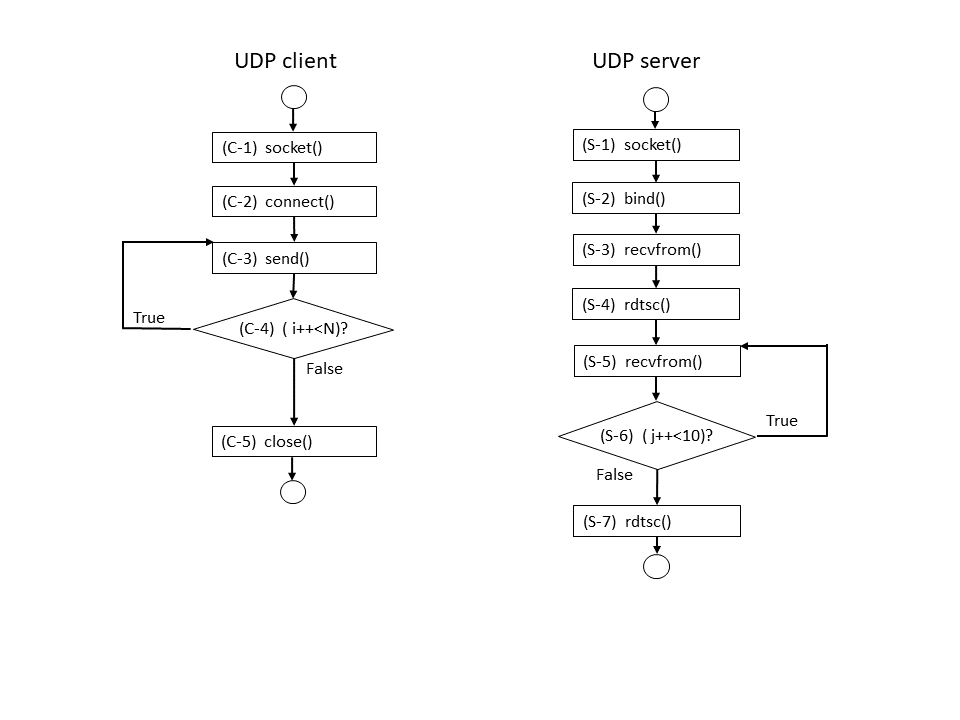 UDP client
(C-1) socket()
(C-2) connect()
(C-3) send()
True
(C-4) ( i++<N)?
False
(C-5) close()
UDP server
(S-1) socket()
(S-2) bind()
(S-3) recvfrom()
(S-4) rdtsc()
(S-5) recvfrom()
True
(S-6) ( j++<10)?
False
(S-7) rdtsc()